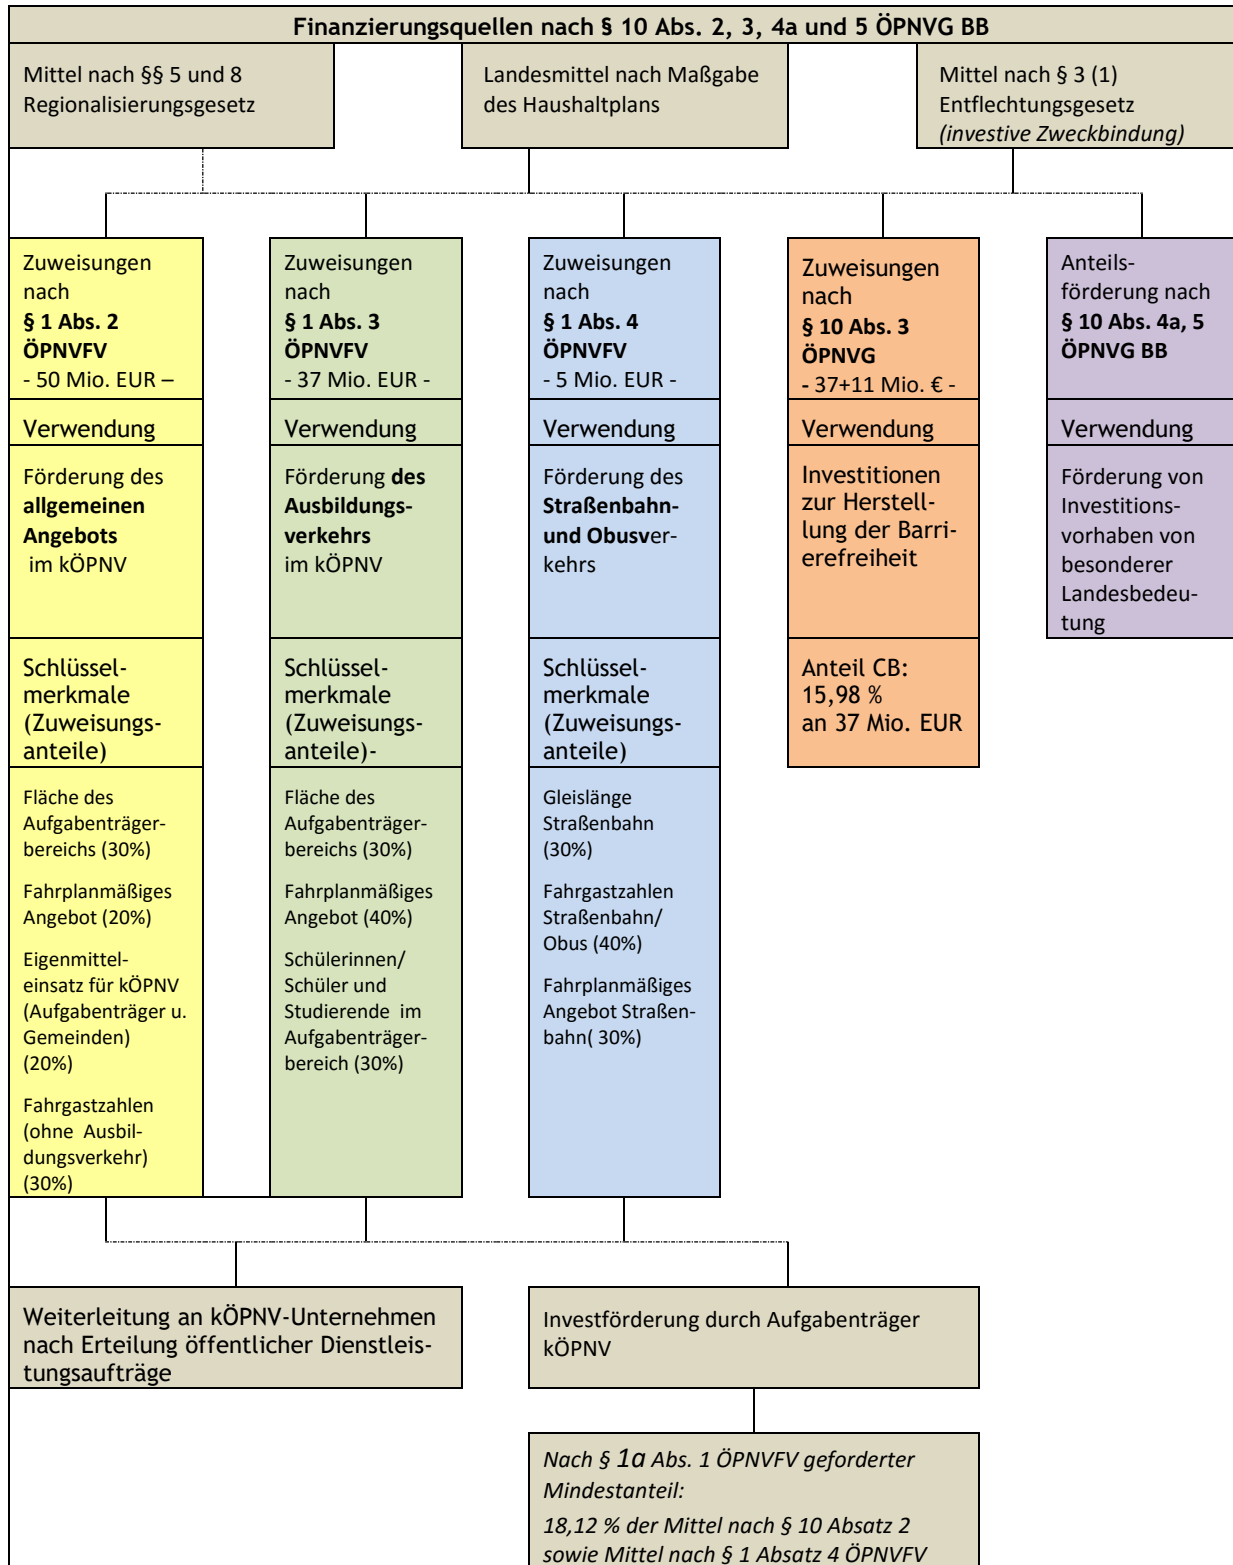 Finanzierungsquellen nach § 10 Abs. 2, 3, 4a und 5 ÖPNVG BB
Mittel nach §§ 5 und 8
Regionalisierungsgesetz
Landesmittel nach Maßgabe
des Haushaltplans
Mittel nach § 3 (1)
Entflechtungsgesetz
(investive Zweckbindung)
Zuweisungen
nach
§ 1 Abs. 2
ÖPNVFV
- 50 Mio. EUR –
Verwendung
Förderung des
allgemeinen
Angebots
im kÖPNV
Schlüssel-
merkmale
(Zuweisungs-
anteile)
Fläche des
Aufgabenträger-
bereichs (30%)
Fahrplanmäßiges
Angebot (20%)
Eigenmittel-
einsatz für kÖPNV
(Aufgabenträger u.
Gemeinden)
(20%)
Fahrgastzahlen
(ohne Ausbil-
dungsverkehr)
(30%)
Zuweisungen
nach
§ 1 Abs. 3
ÖPNVFV
- 37 Mio. EUR -
Verwendung
Förderung des
Ausbildungs-
verkehrs
im kÖPNV
Schlüssel-
merkmale
(Zuweisungs-
anteile)-
Fläche des
Aufgabenträger-
bereichs (30%)
Fahrplanmäßiges
Angebot (40%)
Schülerinnen/
Schüler und
Studierende im
Aufgabenträger-
bereich (30%)
Zuweisungen
nach
§ 1 Abs. 4
ÖPNVFV
- 5 Mio. EUR -
Verwendung
Förderung des
Straßenbahn-
und Obusver-
kehrs
Schlüssel-
merkmale
(Zuweisungs-
anteile)
Gleislänge
Straßenbahn
(30%)
Fahrgastzahlen
Straßenbahn/
Obus (40%)
Fahrplanmäßiges
Angebot Straßen-
bahn( 30%)
Zuweisungen
nach
§ 10 Abs. 3
ÖPNVG
- 37+11 Mio. € -
Verwendung
Investitionen
zur Herstel-
lung der Barri-
erefreiheit
Anteil CB:
15,98 %
an 37 Mio. EUR
Anteils-
förderung nach
§ 10 Abs. 4a, 5
ÖPNVG BB
Verwendung
Förderung von
Investitions-
vorhaben von
besonderer
Landesbedeu-
tung
Weiterleitung an kÖPNV-Unternehmen
nach Erteilung öffentlicher Dienstleis-
tungsaufträge
Investförderung durch Aufgabenträger
kÖPNV
Nach § 1a Abs. 1 ÖPNVFV geforderter
Mindestanteil:
18,12 % der Mittel nach § 10 Absatz 2
sowie Mittel nach § 1 Absatz 4 ÖPNVFV